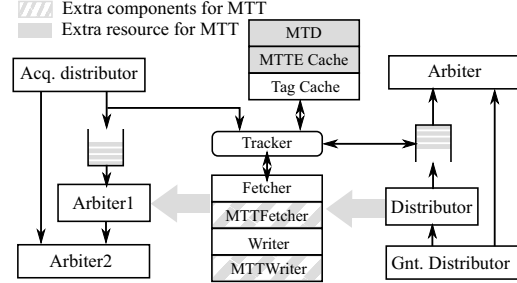 Extra components for MTT
Extra resource for MTT
MTD
MTTE Cache
Tag Cache
Acq. distributor
Arbiter
Tracker
Fetcher
MTTFetcher
Writer
MTTWriter
Arbiter1
Arbiter2
Distributor
Gnt. Distributor